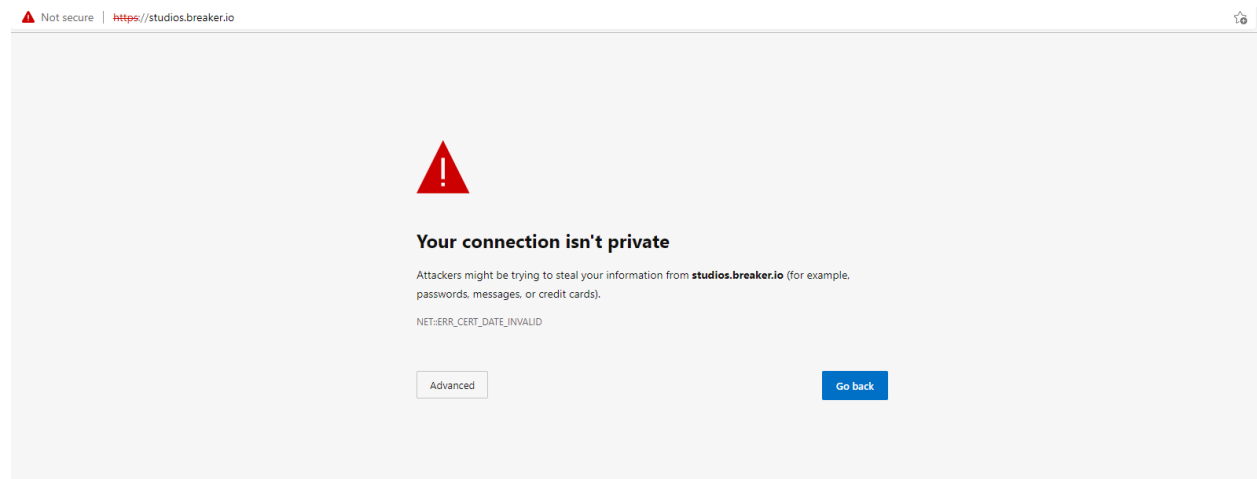 Not secure | https://studios.breaker.io
Your connection isn't private
Attackers might be trying to steal your information from studios.breaker.io (for example,
passwords, messages, or credit cards).
NET::ERR_CERT_DATE_INVALID
Advanced Go back